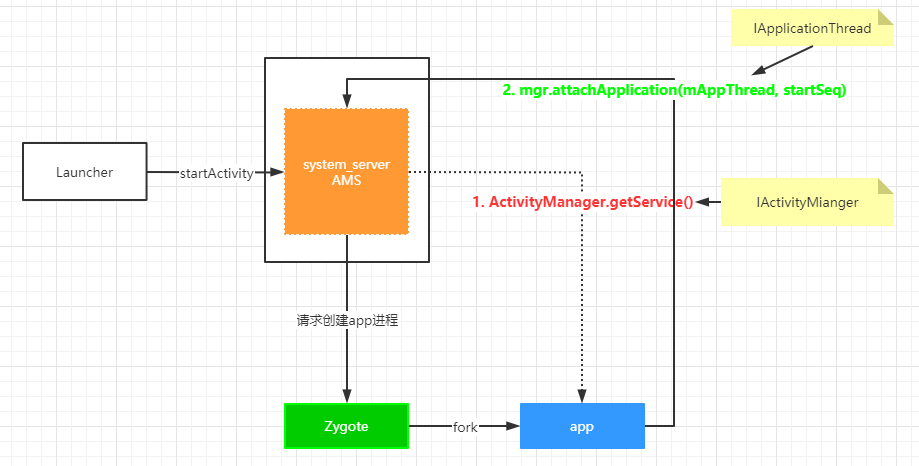 IApplicationThread
2. mgr.attachApplication(mAppThread, startSeq)
system_server
AMS
Launcher
startActivity
1. ActivityManager.getService()
IActivityMianger
请求创建app进程
Zygote
fork
app